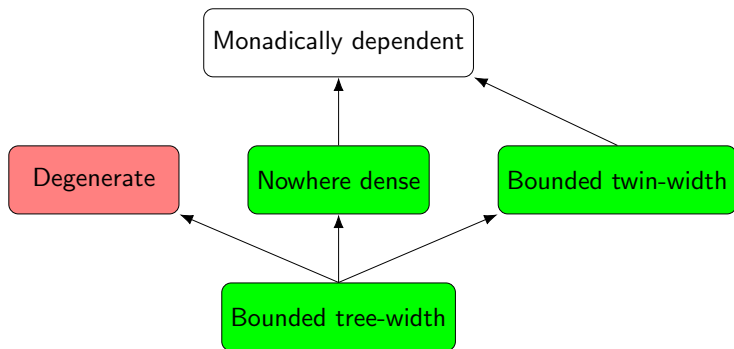 Monadically dependent
Degenerate
Nowhere dense
Bounded twin-width
Bounded tree-width